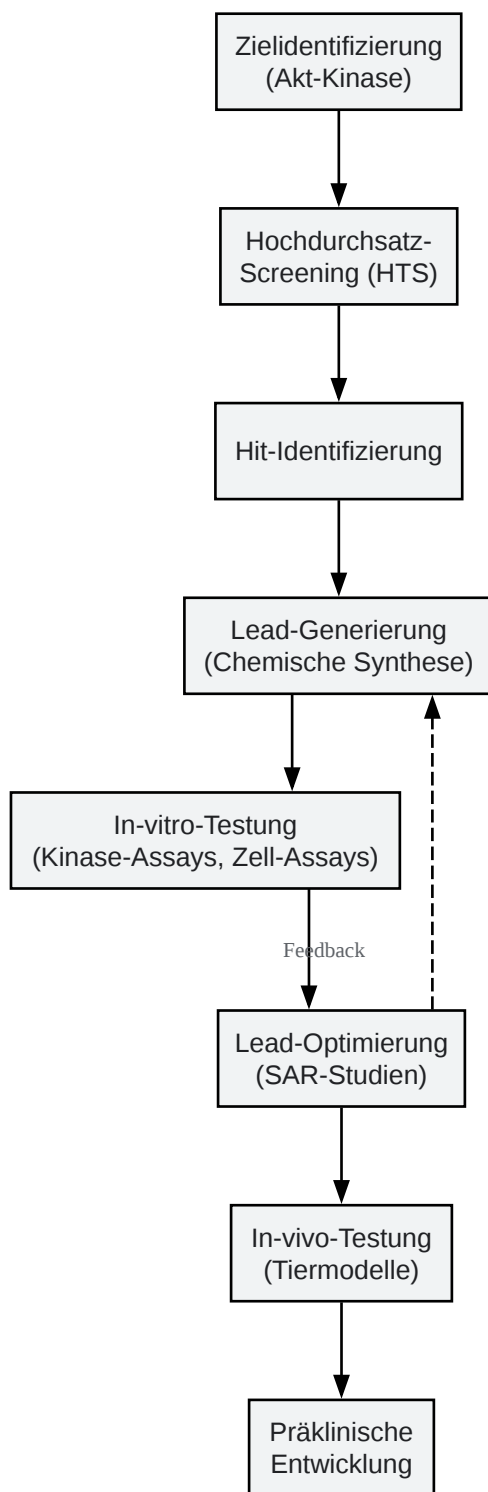 Zielidentifizierung
(Akt-Kinase)
Hochdurchsatz-
Screening (HTS)
Hit-Identifizierung
Lead-Generierung
(Chemische Synthese)
In-vitro-Testung
(Kinase-Assays, Zell-Assays)
Feedback
Lead-Optimierung
(SAR-Studien)
In-vivo-Testung
(Tiermodelle)
Präklinische
Entwicklung